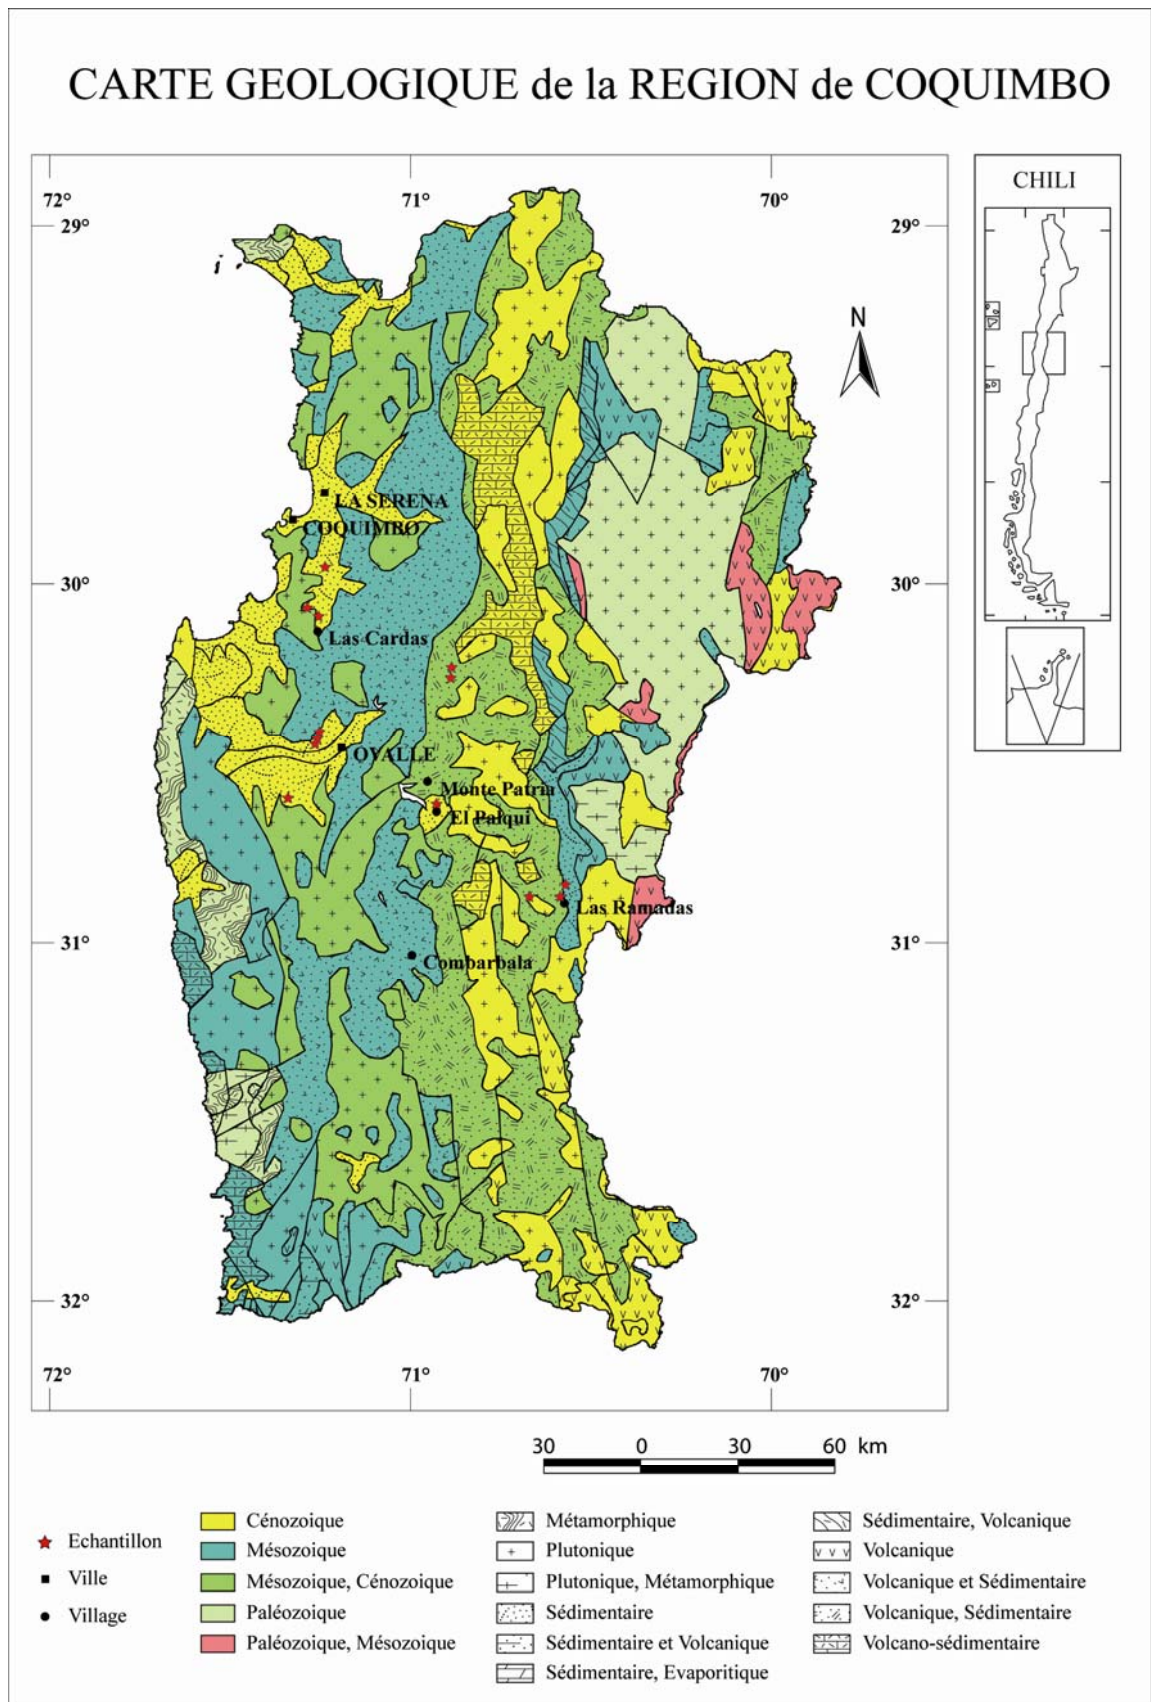 CARTE GEOLOGIQUE de la REGION de COQUIMBO
72°
71°
70°
29°
29°
CHILI
N
LA SERENA
COQUIMBO
30°
30°
Las Cardas
OVALLE
Monte Patria
El Palqui
Las Ramadas
31°
31°
Combarbala
32°
32°
72°
71°
70°
30 0 30 60 km
Echantillon
Ville
Village
Cénozoique
Mésozoique
Mésozoique, Cénozoique
Paléozoique
Paléozoique, Mésozoique
Métamorphique
Plutonique
Plutonique, Métamorphique
Sédimentaire
Sédimentaire et Volcanique
Sédimentaire, Evaporitique
Sédimentaire, Volcanique
Volcanique
Volcanique et Sédimentaire
Volcanique, Sédimentaire
Volcano-sédimentaire